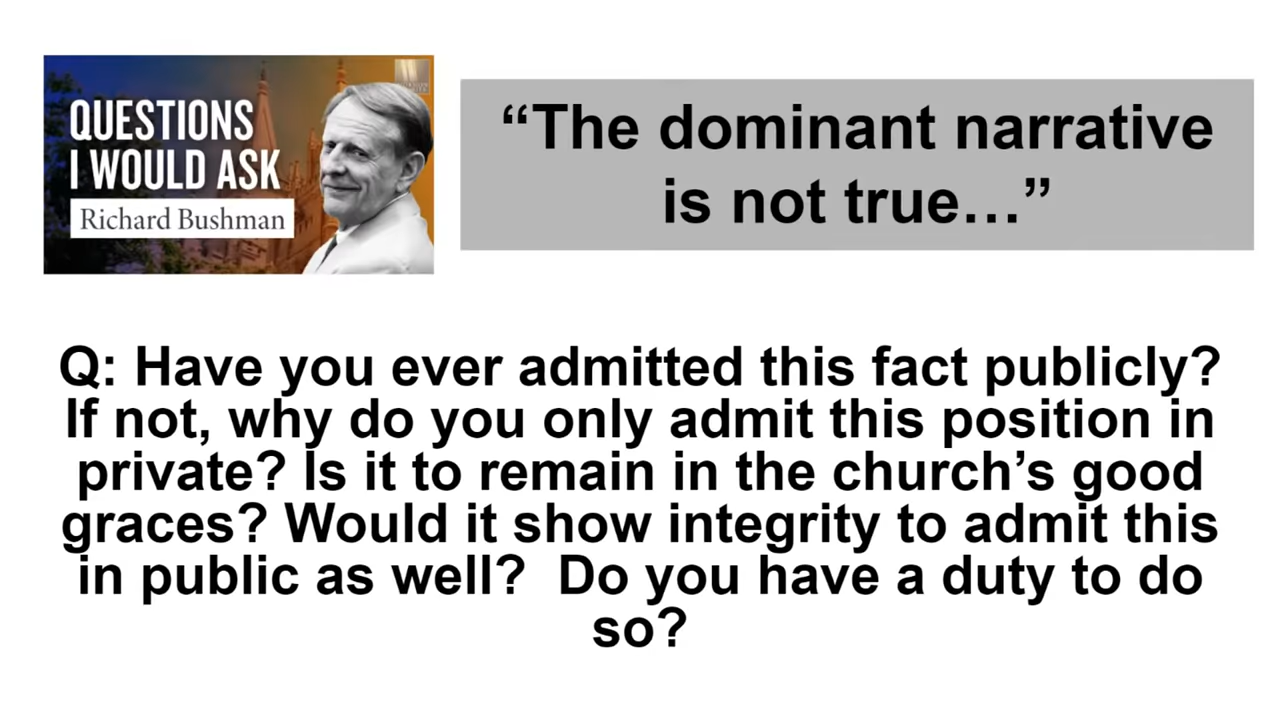 QUESTIONS
I WOULD ASK
Richard Bushman
“The dominant narrative
is not true…”
Q: Have you ever admitted this fact publicly?
If not, why do you only admit this position in
private? Is it to remain in the church’s good
graces? Would it show integrity to admit this
in public as well?  Do you have a duty to do
so?